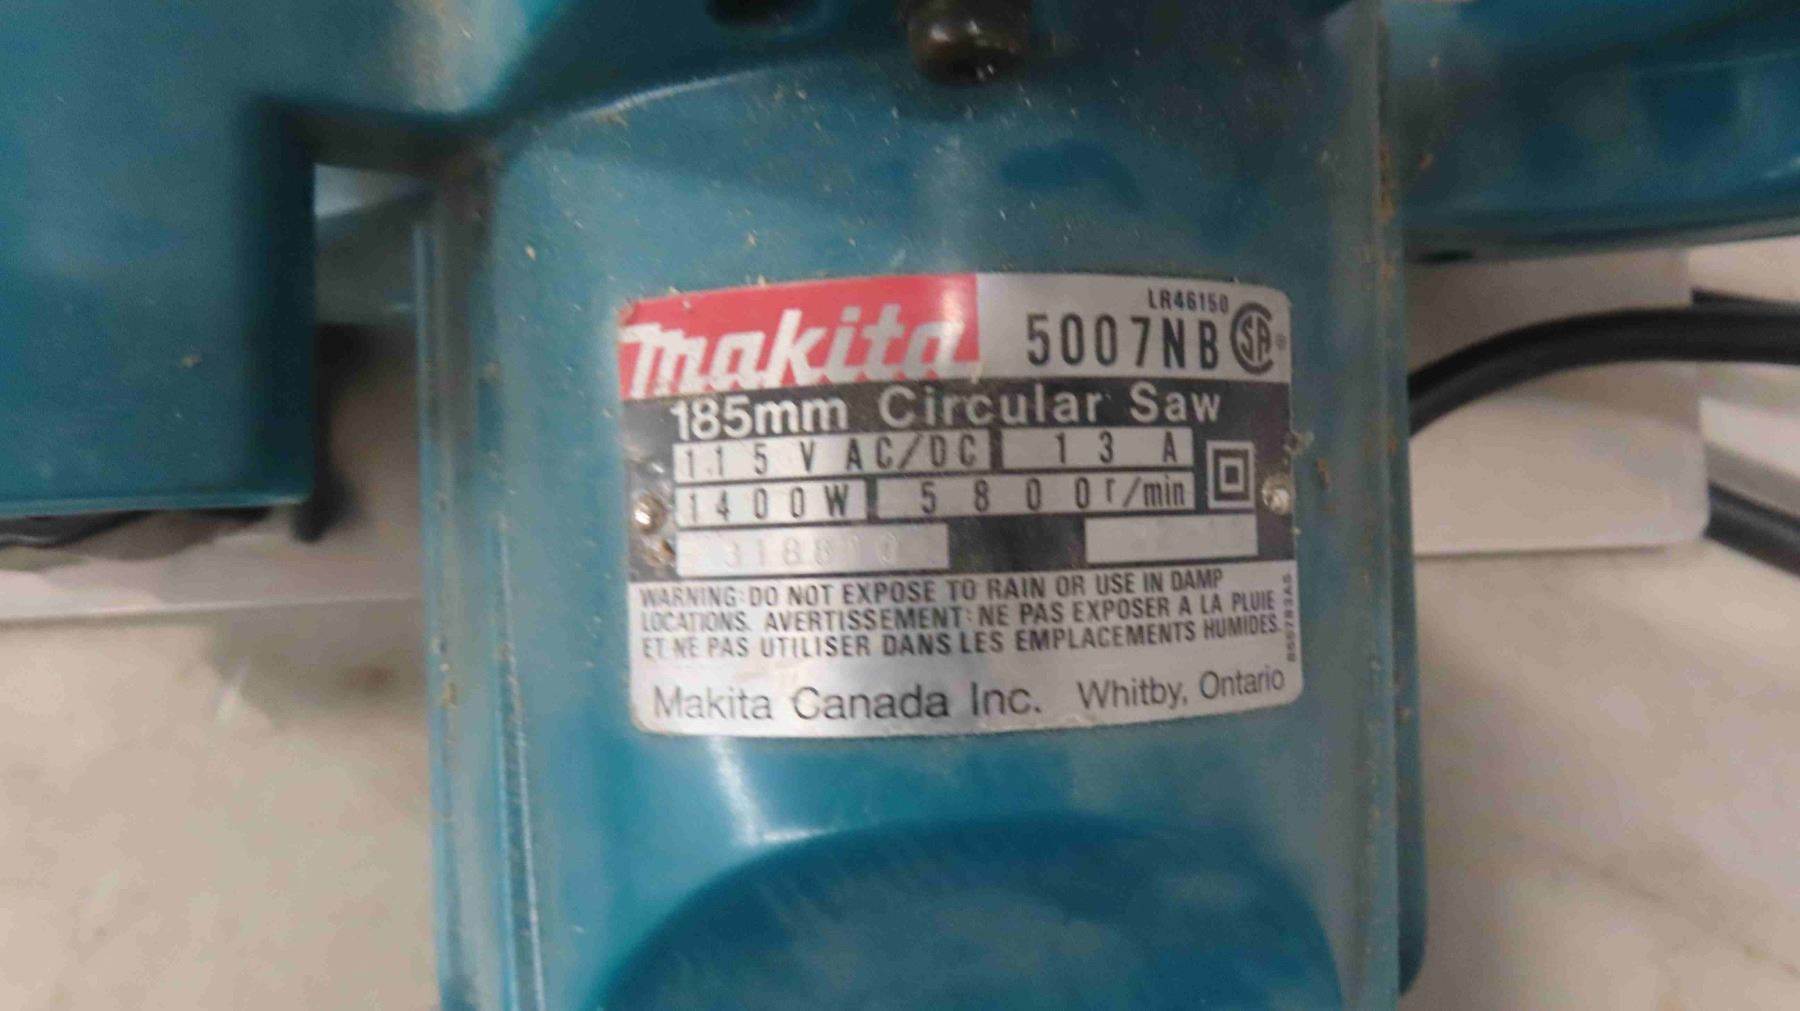 LR46150
makita 5007NB SA
185mm Circular Saw
115 V AC/DC 13 A
1400W 5800r/min
WARNING: DO NOT EXPOSE TO RAIN OR USE IN DAMP
LOCATIONS. AVERTISSEMENT: NE PAS EXPOSER A LA PLUIE
ET NE PAS UTILISER DANS LES EMPLACEMENTS HUMIDES.
Makita Canada Inc. Whitby, Ontario